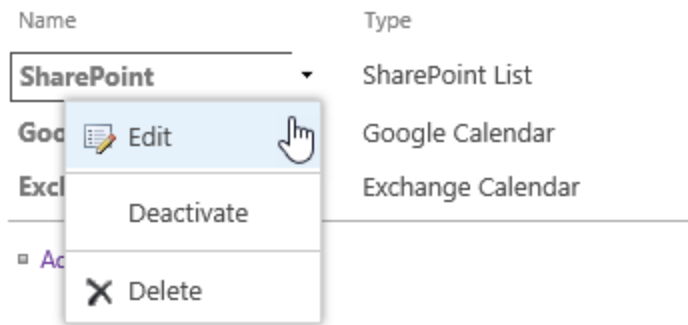 Name Type
SharePoint SharePoint List
Edit
Google Calendar
Exchange Calendar
Deactivate
Delete